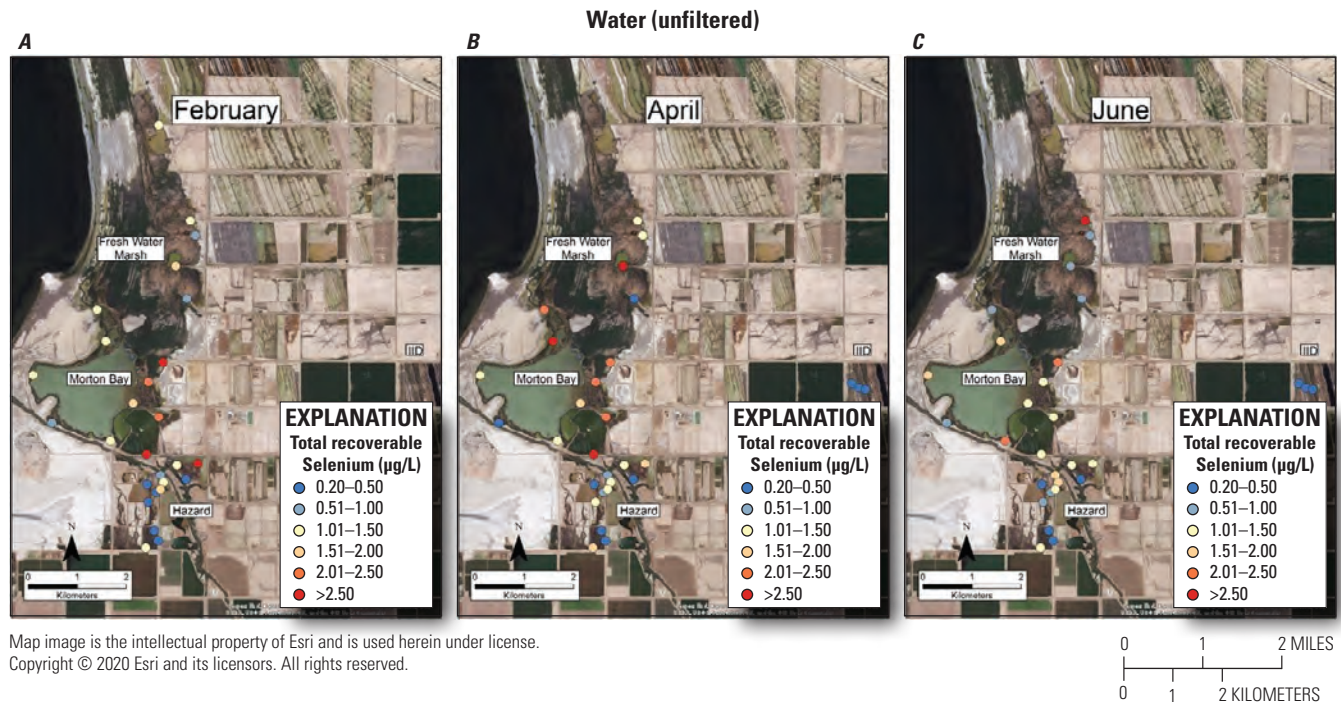 Water (unfiltered)
A
B
C
February
Fresh Water
Marsh
IID
Morton Bay
Hazard
N
0 1 2
Kilometers
EXPLANATION
Total recoverable
Selenium (µg/L)
0.20–0.50
0.51–1.00
1.01–1.50
1.51–2.00
2.01–2.50
>2.50
April
Fresh Water
Marsh
IID
Morton Bay
Hazard
N
0 1 2
Kilometers
EXPLANATION
Total recoverable
Selenium (µg/L)
0.20–0.50
0.51–1.00
1.01–1.50
1.51–2.00
2.01–2.50
>2.50
June
Fresh Water
Marsh
IID
Morton Bay
Hazard
N
0 1 2
Kilometers
EXPLANATION
Total recoverable
Selenium (µg/L)
0.20–0.50
0.51–1.00
1.01–1.50
1.51–2.00
2.01–2.50
>2.50
Map image is the intellectual property of Esri and is used herein under license.
Copyright © 2020 Esri and its licensors. All rights reserved.
0 1 2 MILES
0 1 2 KILOMETERS